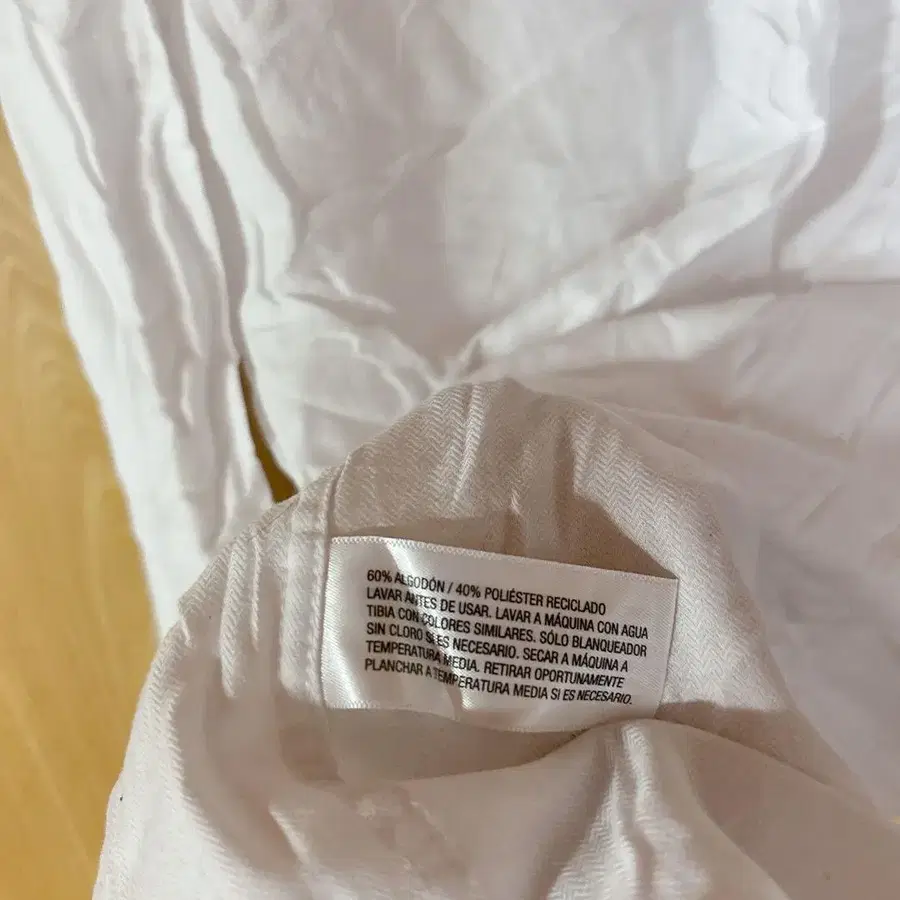 60% ALGODÓN / 40% POLIÉSTER RECICLADO
LAVAR ANTES DE USAR. LAVAR A MÁQUINA CON AGUA
TIBIA CON COLORES SIMILARES. SÓLO BLANQUEADOR
SIN CLORO SI ES NECESARIO. SECAR A MÁQUINA A
TEMPERATURA MEDIA. RETIRAR OPORTUNAMENTE
PLANCHAR A TEMPERATURA MEDIA SI ES NECESARIO.